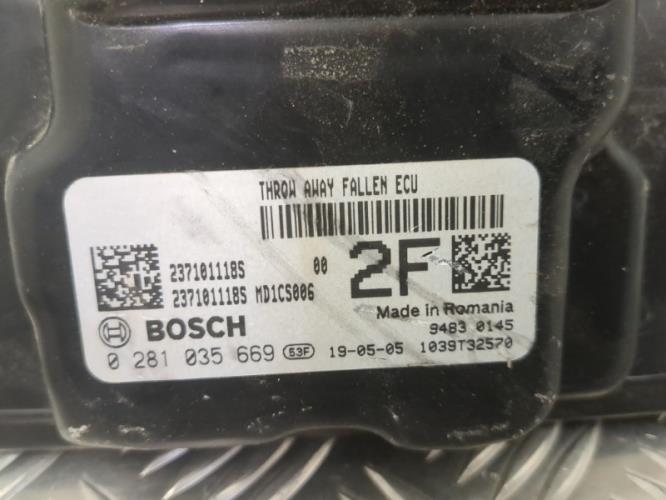 THROW AWAY FALLEN ECU
237101118S 00
237101118S MD1CS006
2F
Made in Romania
BOSCH
9483 0145
0 281 035 669 53F 19-05-05 1039T32570